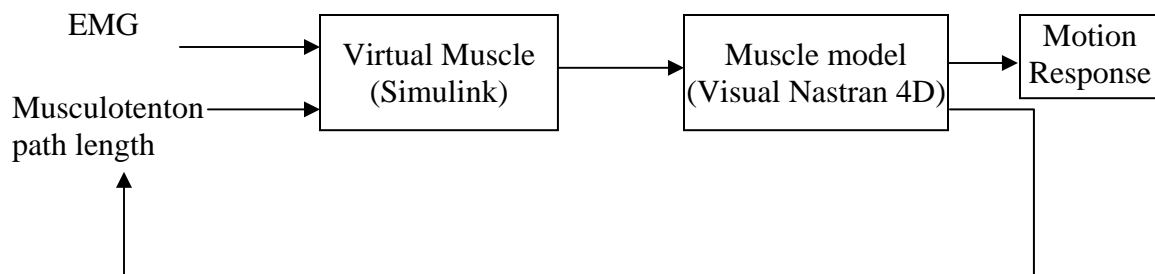 EMG
Musculotenton
path length
Virtual Muscle
(Simulink)
Muscle model
(Visual Nastran 4D)
Motion
Response